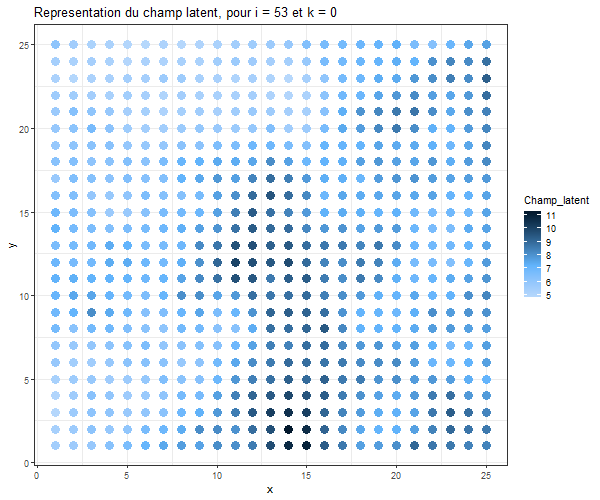 Representation du champ latent, pour i = 53 et k = 0
25
20
15
10
5
0
y
0 5 10 15 20 25
x
Champ_latent
11
10
9
8
7
6
5